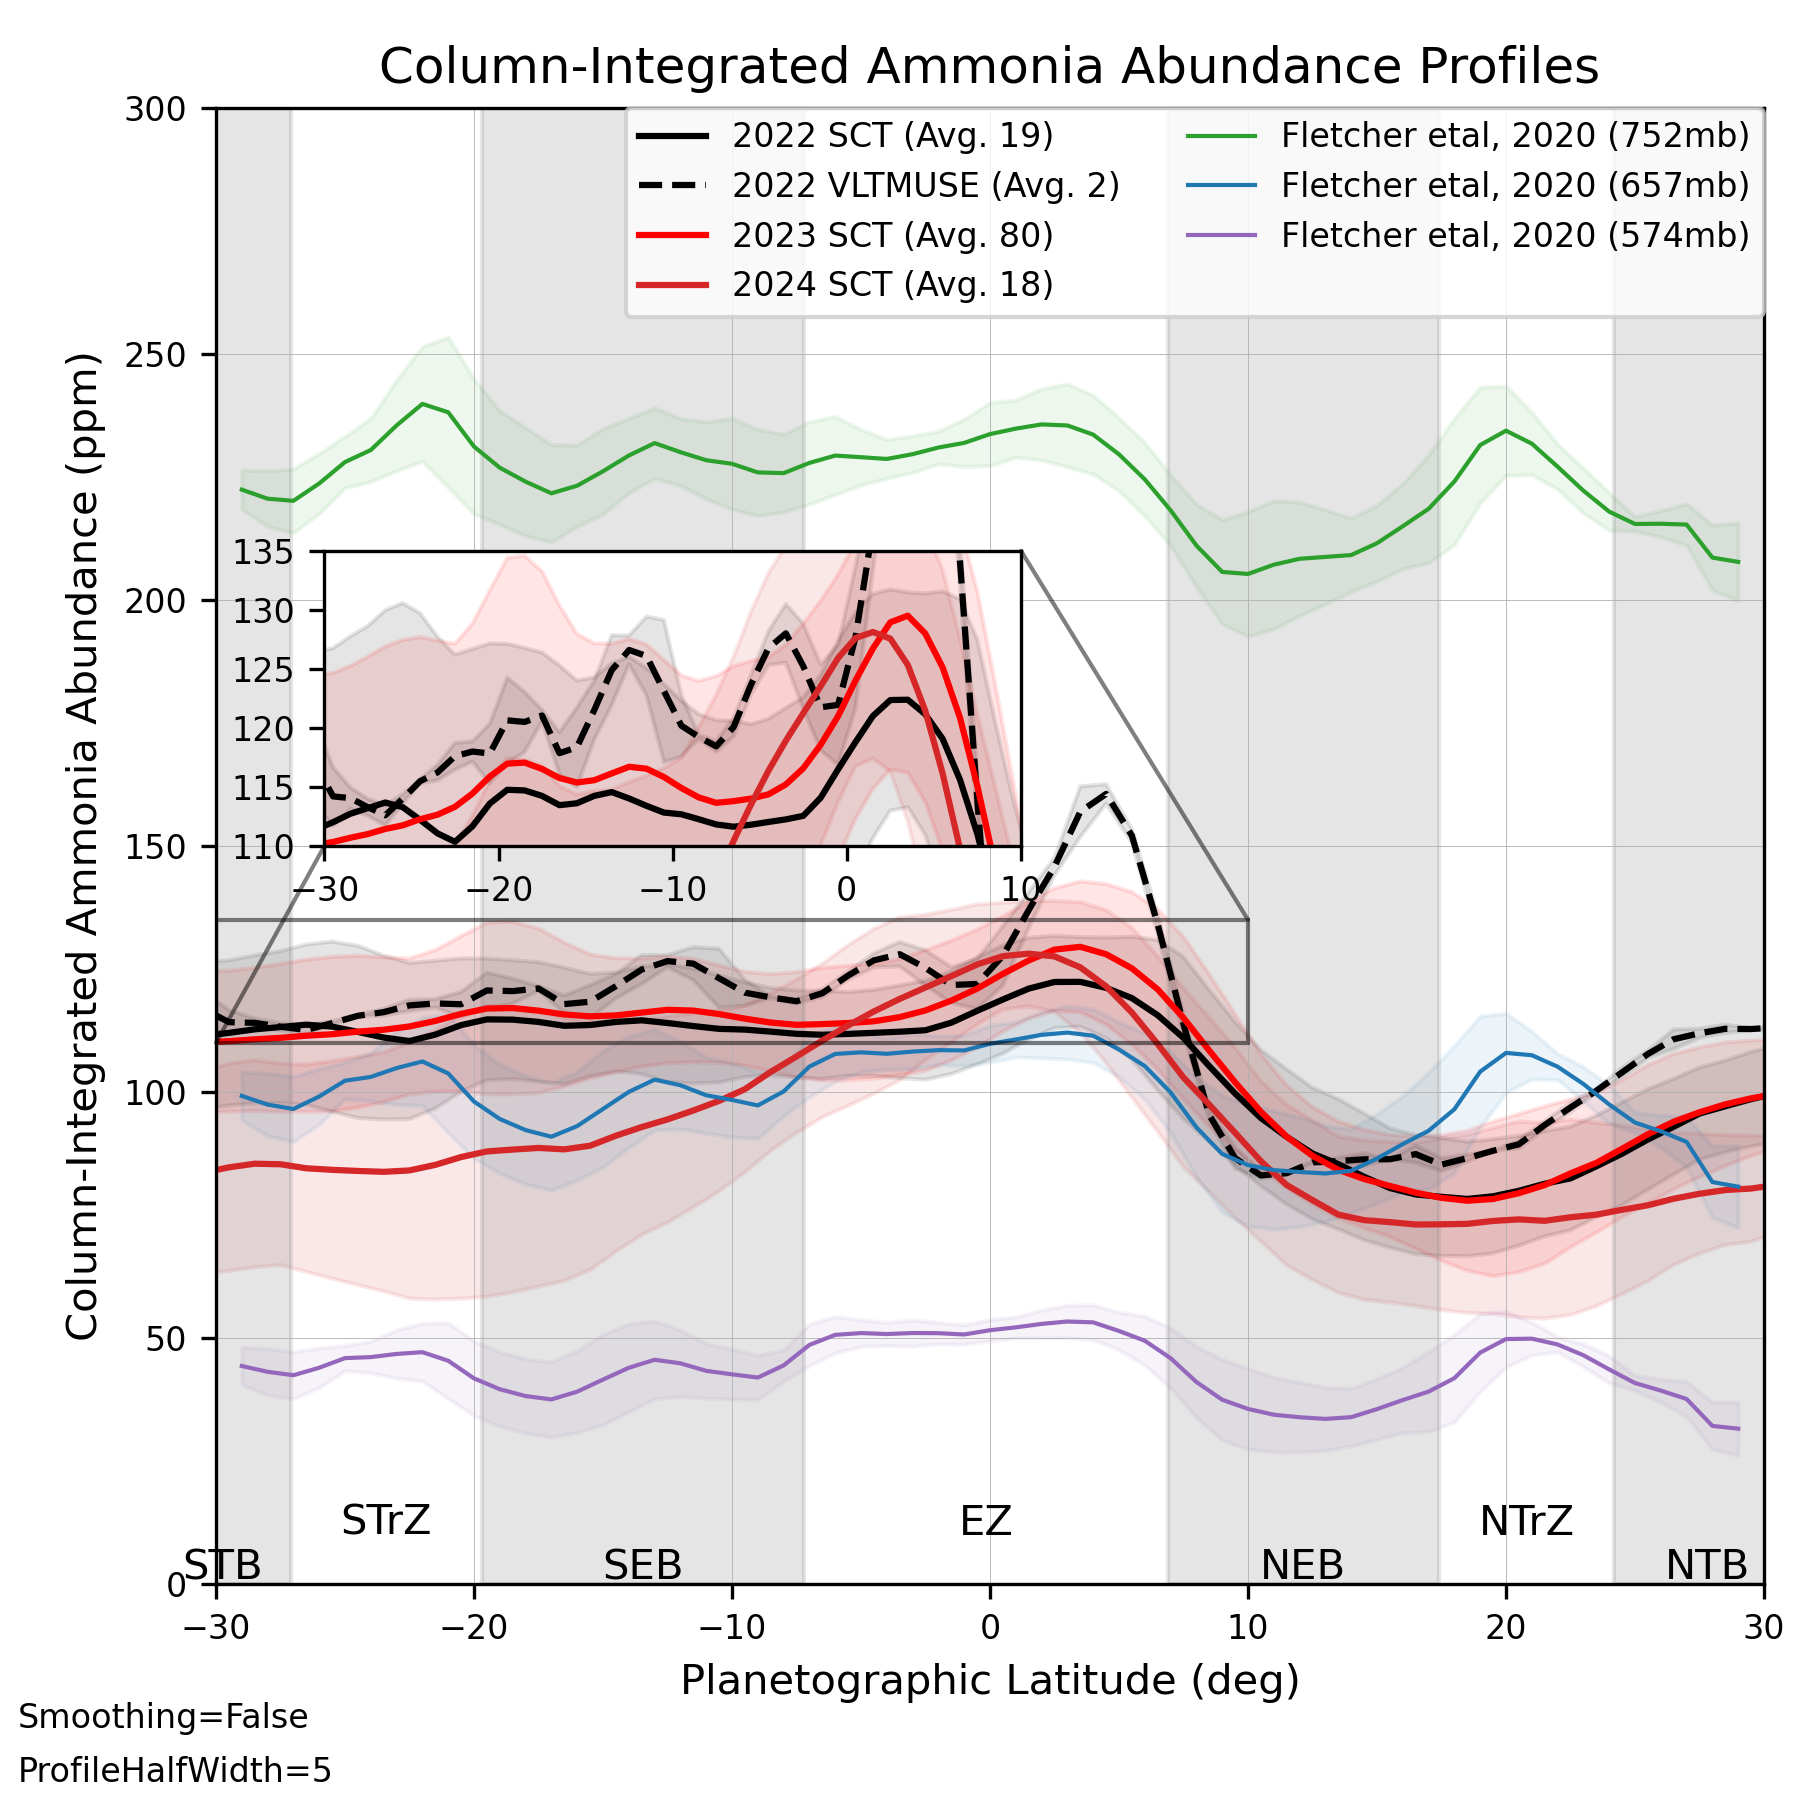 Column-Integrated Ammonia Abundance Profiles
2022 SCT (Avg. 19)
2022 VLTMUSE (Avg. 2)
2023 SCT (Avg. 80)
2024 SCT (Avg. 18)
Fletcher etal, 2020 (752mb)
Fletcher etal, 2020 (657mb)
Fletcher etal, 2020 (574mb)
Column-Integrated Ammonia Abundance (ppm)
300
250
200
150
100
50
0
135
130
125
120
115
110
−30 −20 −10 0 10
STrZ EZ NTrZ
STB SEB NEB NTB
−30 −20 −10 0 10 20 30
Planetographic Latitude (deg)
Smoothing=False
ProfileHalfWidth=5